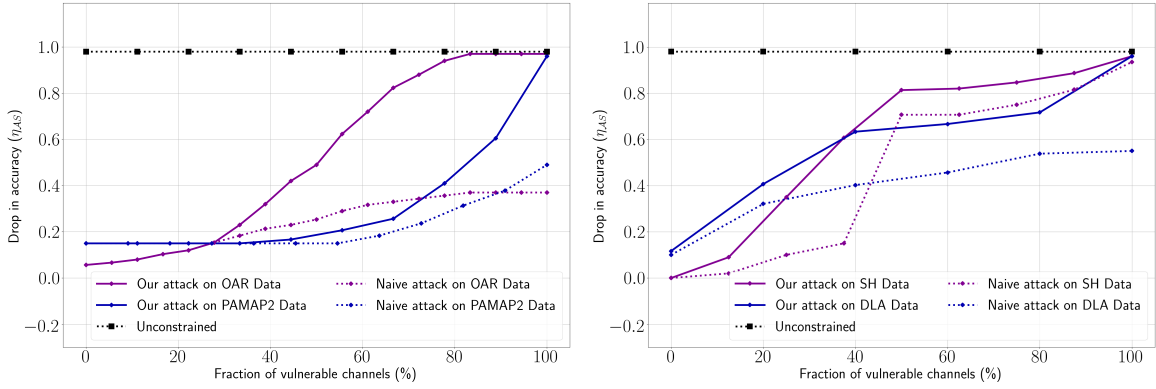 1.0
0.8
0.6
0.4
0.2
0.0
−0.2
Drop in accuracy (η_AS)
0 20 40 60 80 100
Fraction of vulnerable channels (%)
Our attack on OAR Data
Our attack on PAMAP2 Data
Unconstrained
Naive attack on OAR Data
Naive attack on PAMAP2 Data
1.0
0.8
0.6
0.4
0.2
0.0
−0.2
Drop in accuracy (η_AS)
0 20 40 60 80 100
Fraction of vulnerable channels (%)
Our attack on SH Data
Our attack on DLA Data
Unconstrained
Naive attack on SH Data
Naive attack on DLA Data